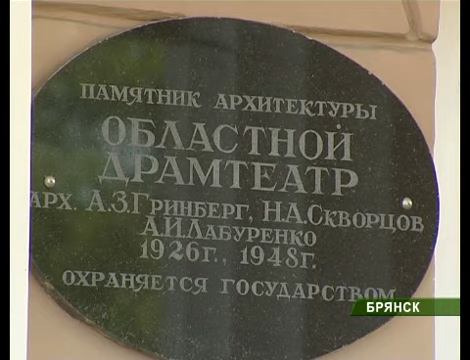 ПАМЯТНИК АРХИТЕКТУРЫ
ОБЛАСТНОЙ
ДРАМТЕАТР
АРХ. А.З.ГРИНБЕРГ, Н.А.СКВОРЦОВ
А.И.ЛАБУРЕНКО
1926г., 1948г.
ОХРАНЯЕТСЯ ГОСУДАРСТВОМ
БРЯНСК